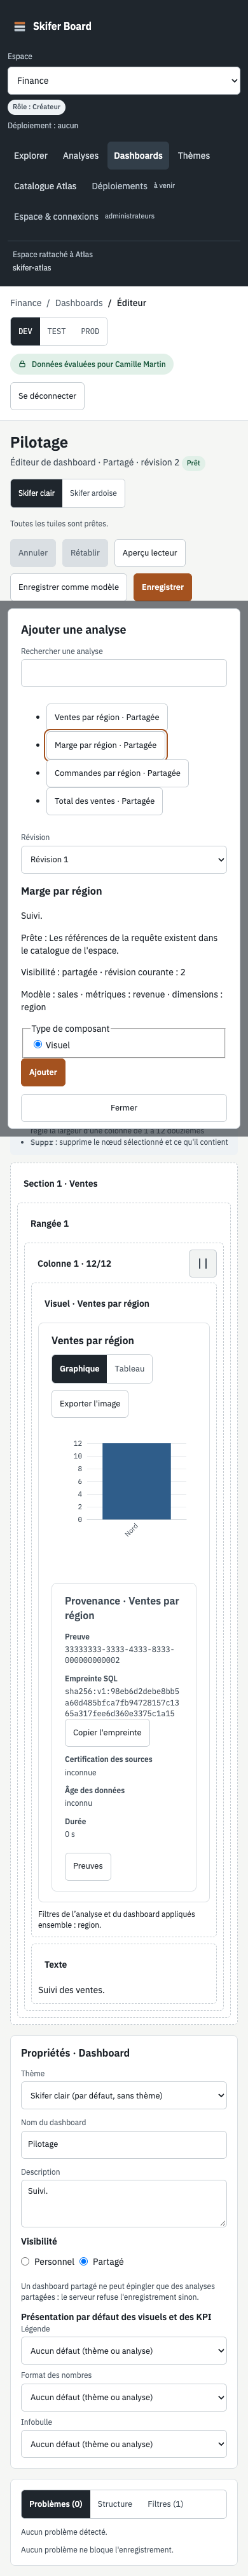 Skifer Board
Espace
Finance
Rôle : Créateur
Déploiement : aucun
Explorer Analyses Dashboards Thèmes
Catalogue Atlas Déploiements à venir
Espace & connexions administrateurs
Espace rattaché à Atlas
skifer-atlas
Finance / Dashboards / Éditeur
DEV TEST PROD
Données évaluées pour Camille Martin
Se déconnecter
Pilotage
Éditeur de dashboard · Partagé · révision 2 Prêt
Skifer clair Skifer ardoise
Toutes les tuiles sont prêtes.
Annuler Rétablir Aperçu lecteur
Enregistrer comme modèle Enregistrer
Ajouter une analyse
Rechercher une analyse
Ventes par région · Partagée
Marge par région · Partagée
Commandes par région · Partagée
Total des ventes · Partagée
Révision
Révision 1
Marge par région
Suivi.
Prête : Les références de la requête existent dans
le catalogue de l'espace.
Visibilité : partagée · révision courante : 2
Modèle : sales · métriques : revenue · dimensions :
region
Type de composant
Visuel
Ajouter
Fermer
règle la largeur d'une colonne de 1 à 12 douzièmes
Suppr : supprime le nœud sélectionné et ce qu'il contient
Section 1 · Ventes
Rangée 1
Colonne 1 · 12/12
Visuel · Ventes par région
Ventes par région
Graphique Tableau
Exporter l'image
12
10
8
6
4
2
0
Nord
Provenance · Ventes par
région
Preuve
33333333-3333-4333-8333-
000000000002
Empreinte SQL
sha256:v1:98eb6d2debe8bb5
a60d485bfca7fb94728157c13
65a317fee6d360e3375c1a15
Copier l'empreinte
Certification des sources
inconnue
Âge des données
inconnu
Durée
0 s
Preuves
Filtres de l'analyse et du dashboard appliqués
ensemble : region.
Texte
Suivi des ventes.
Propriétés · Dashboard
Thème
Skifer clair (par défaut, sans thème)
Nom du dashboard
Pilotage
Description
Suivi.
Visibilité
Personnel Partagé
Un dashboard partagé ne peut épingler que des analyses
partagées : le serveur refuse l'enregistrement sinon.
Présentation par défaut des visuels et des KPI
Légende
Aucun défaut (thème ou analyse)
Format des nombres
Aucun défaut (thème ou analyse)
Infobulle
Aucun défaut (thème ou analyse)
Problèmes (0) Structure Filtres (1)
Aucun problème détecté.
Aucun problème ne bloque l'enregistrement.